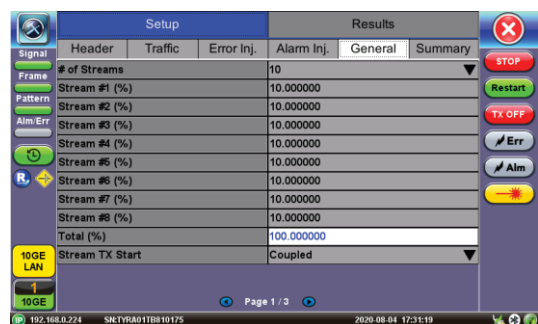 Setup Results
Header Traffic Error Inj. Alarm Inj. General Summary
Signal
Frame
Pattern
Alm/Err
R
10GE
LAN
1
10GE
# of Streams 10
Stream #1 (%) 10.000000
Stream #2 (%) 10.000000
Stream #3 (%) 10.000000
Stream #4 (%) 10.000000
Stream #5 (%) 10.000000
Stream #6 (%) 10.000000
Stream #7 (%) 10.000000
Stream #8 (%) 10.000000
Total (%) 100.000000
Stream TX Start Coupled
Page 1 / 3
STOP
Restart
TX OFF
Err
Alm
IP 192.168.0.224 SN:TYRA01TB810175 2020-08-04 17:31:19